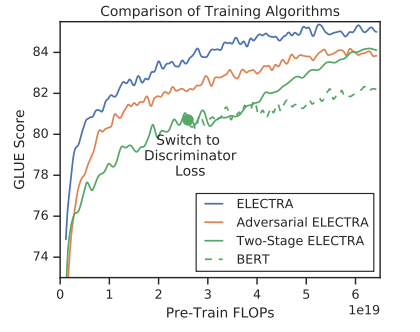 Comparison of Training Algorithms
GLUE Score
84
82
80
78
76
74
Switch to
Discriminator
Loss
ELECTRA
Adversarial ELECTRA
Two-Stage ELECTRA
BERT
0
1
2
3
4
5
6
1e19
Pre-Train FLOPs